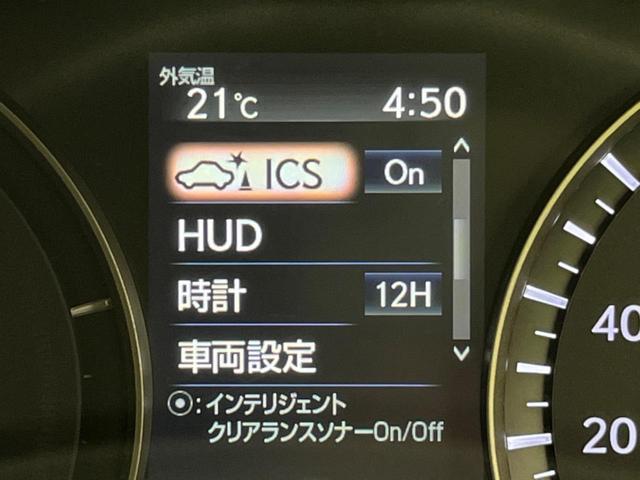 外気温
21℃ 4:50
ICS On
HUD
時計 12H
車両設定
⦿:インテリジェント
クリアランスソナーOn/Off
40
20